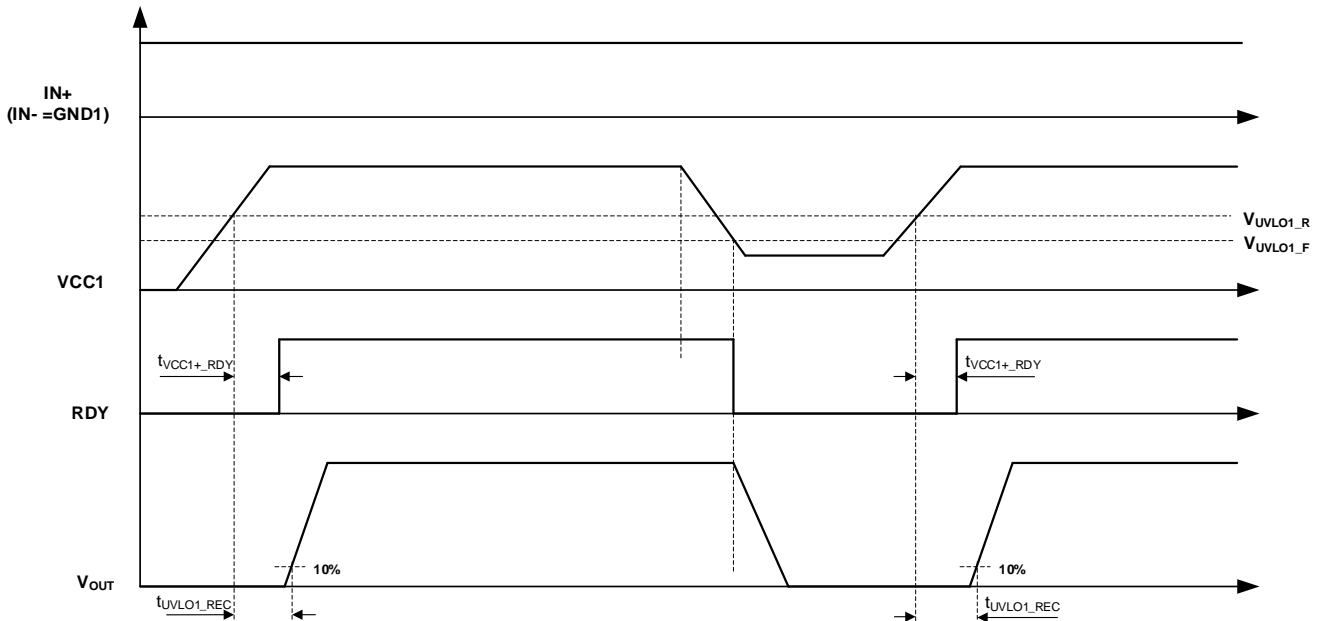 IN+
(IN- =GND1)
VUVLO1_R
VUVLO1_F
VCC1
tVCC1+_RDY
tVCC1+_RDY
RDY
10%
10%
VOUT
tUVLO1_REC
tUVLO1_REC